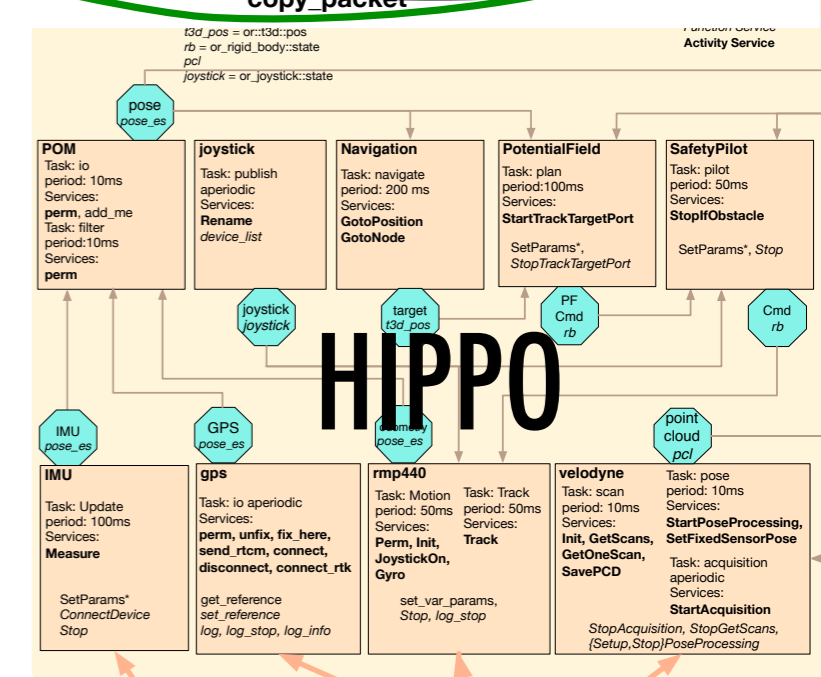 copy_packet
t3d_pos = or::t3d::pos
rb = or_rigid_body::state
pcl
joystick = or_joystick::state
Activity Service
pose
pose_es
POM
Task: io
period: 10ms
Services:
perm, add_me
Task: filter
period:10ms
Services:
perm
joystick
Task: publish
aperiodic
Services:
Rename
device_list
Navigation
Task: navigate
period: 200 ms
Services:
GotoPosition
GotoNode
PotentialField
Task: plan
period:100ms
Services:
StartTrackTargetPort
SetParams*,
StopTrackTargetPort
SafetyPilot
Task: pilot
period: 50ms
Services:
StopIfObstacle
SetParams*, Stop
joystick
joystick
target
t3d_pos
PF
Cmd
rb
Cmd
rb
HIPPO
IMU
pose_es
GPS
pose_es
pose_es
point
cloud
pcl
IMU
Task: Update
period: 100ms
Services:
Measure
SetParams*
ConnectDevice
Stop
gps
Task: io aperiodic
Services:
perm, unfix, fix_here,
send_rtcm, connect,
disconnect, connect_rtk
get_reference
set_reference
log, log_stop, log_info
rmp440
Task: Motion
period: 50ms
Services:
Perm, Init,
JoystickOn,
Gyro
Task: Track
period: 50ms
Services:
Track
set_var_params,
Stop, log_stop
velodyne
Task: scan
period: 10ms
Services:
Init, GetScans,
GetOneScan,
SavePCD
Task: pose
period: 10ms
Services:
StartPoseProcessing,
SetFixedSensorPose
Task: acquisition
aperiodic
Services:
StartAcquisition
StopAcquisition, StopGetScans,
{Setup,Stop}PoseProcessing